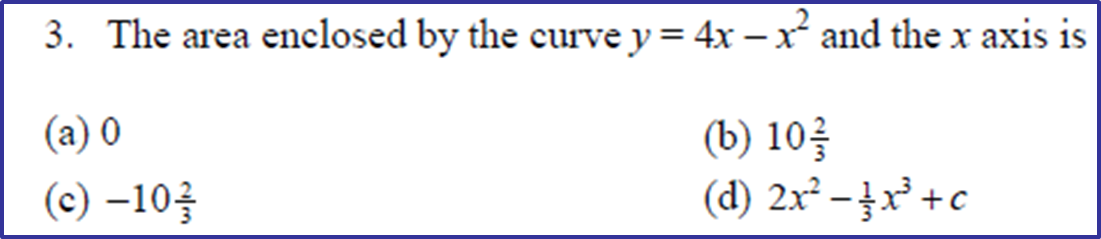 3. The area enclosed by the curve y = 4x – x² and the x axis is
(a) 0 (b) 10⅔
(c) –10⅔ (d) 2x² – ⅓x³ + c